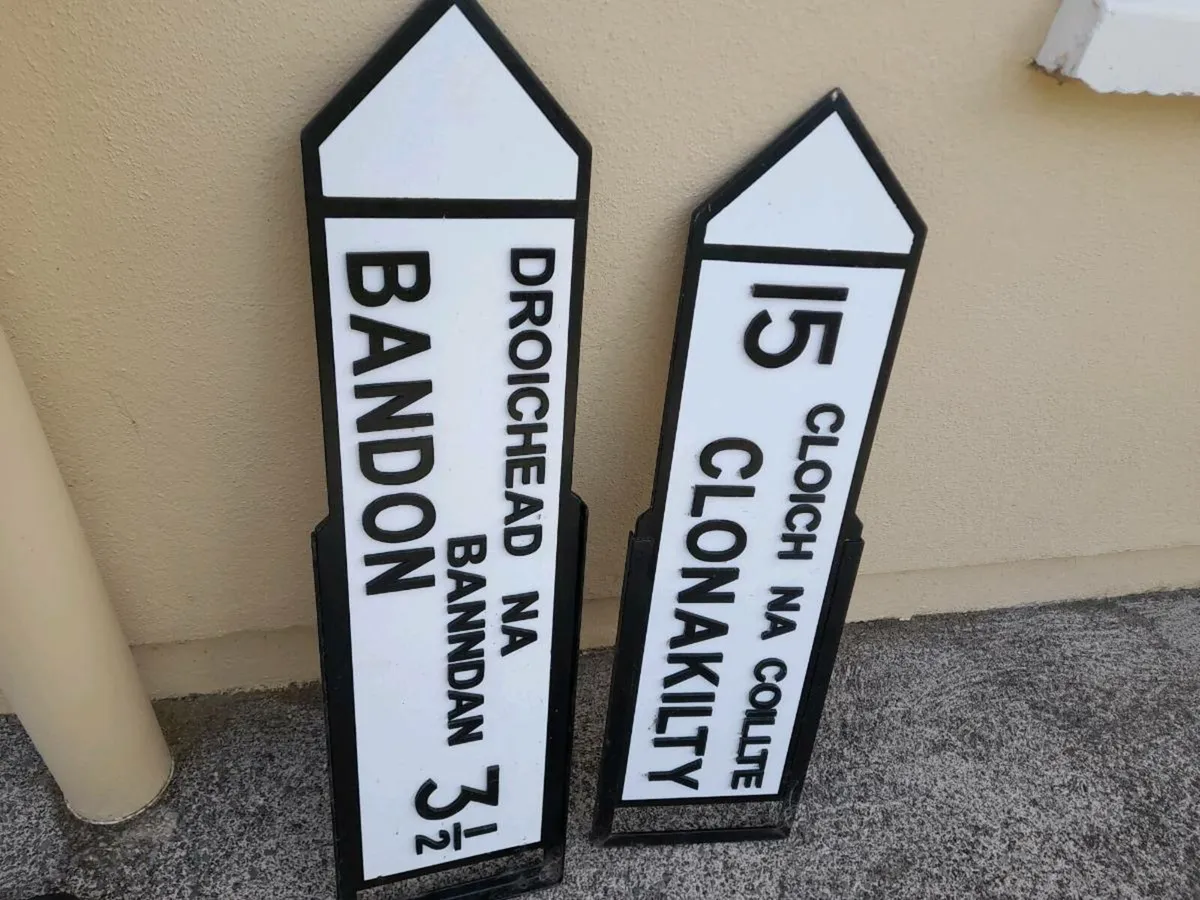 DROICHEAD NA
BANNDAN
BANDON
3½
15
CLOICH NA COILLTE
CLONAKILTY